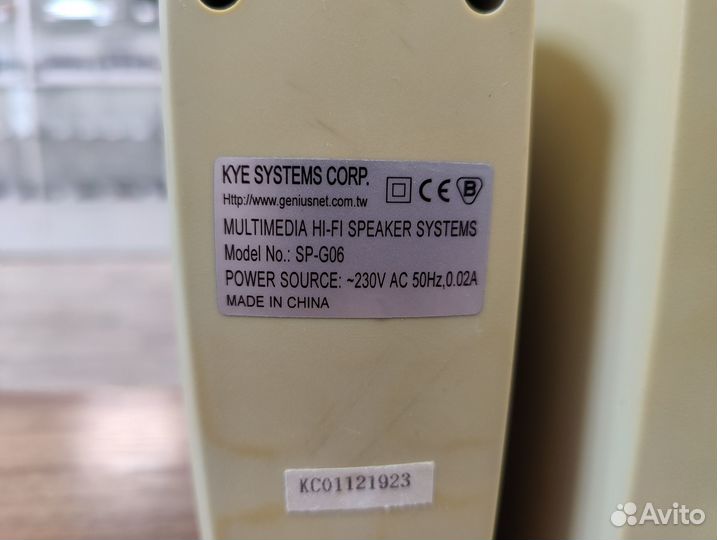 KYE SYSTEMS CORP.
Http://www.geniusnet.com.tw
CE B
MULTIMEDIA HI-FI SPEAKER SYSTEMS
Model No.: SP-G06
POWER SOURCE: ~230V AC 50Hz,0.02A
MADE IN CHINA
KC01121923
Avito